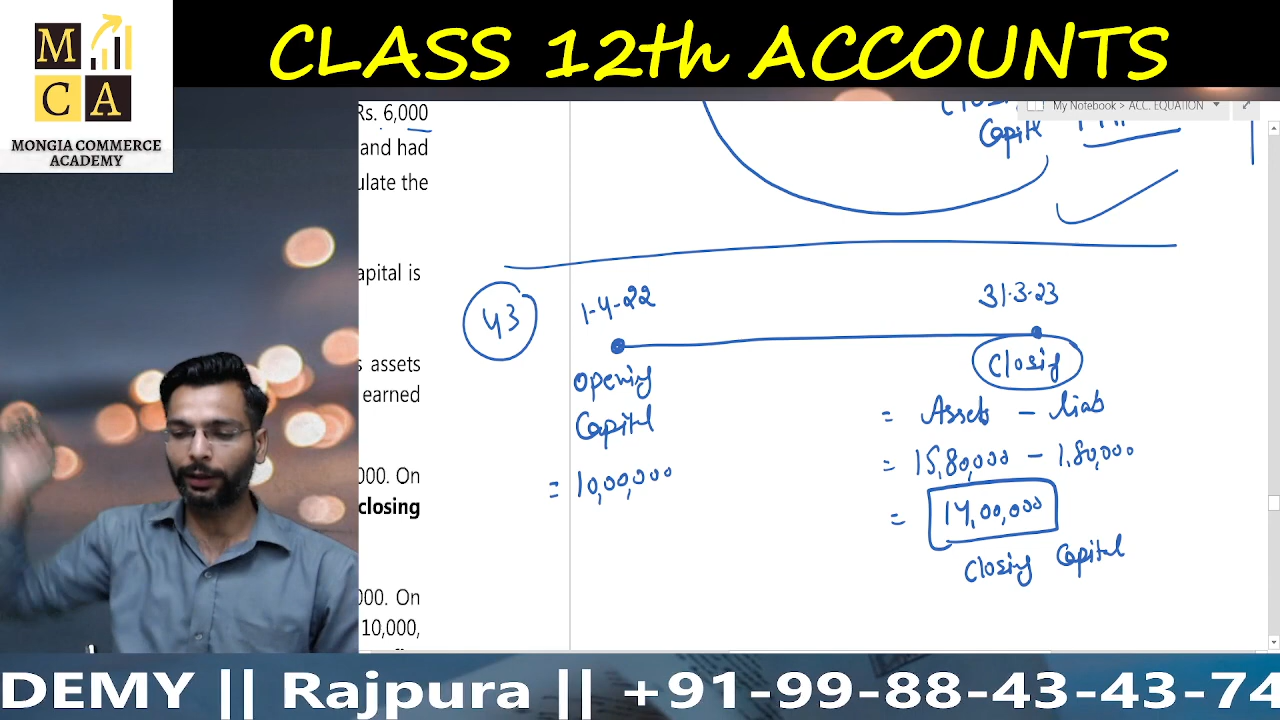 CLASS 12th ACCOUNTS
M
C A
MONGIA COMMERCE
ACADEMY
My Notebook > ACC. EQUATION
Rs. 6,000
and had
ulate the
apital is
s assets
earned
000. On
closing
000. On
10,000,
Capitl
43
1-4-22
31.3.23
Opening
Capital
= 10,00,000
Closing
= Assets - Liab
= 15,80,000 - 1,80,000
= 14,00,000
Closing Capital
DEMY || Rajpura || +91-99-88-43-43-74